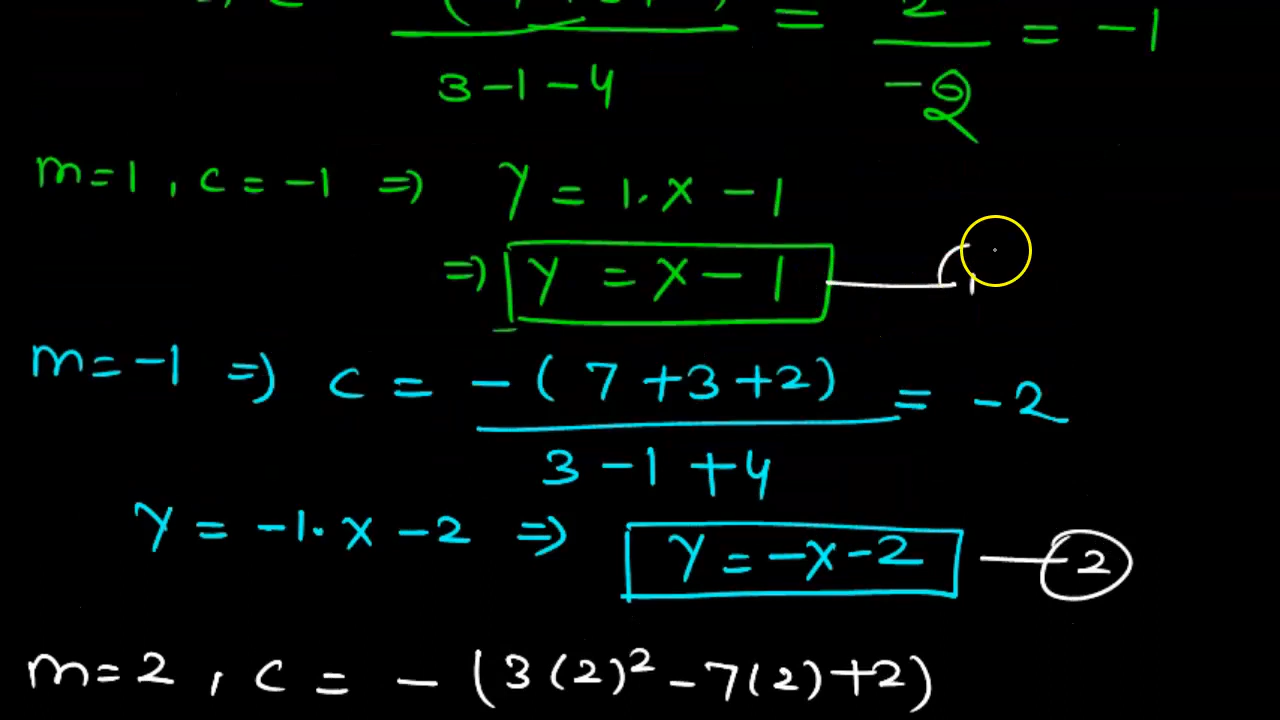 = 2 / -2 = -1
3-1-4
m=1, c=-1 => y = 1.x - 1
=> y = x - 1 — 1
m=-1 => c = -(7+3+2) / 3-1+4 = -2
y = -1.x - 2 => y = -x-2 — 2
m=2, c = -(3(2)²-7(2)+2)